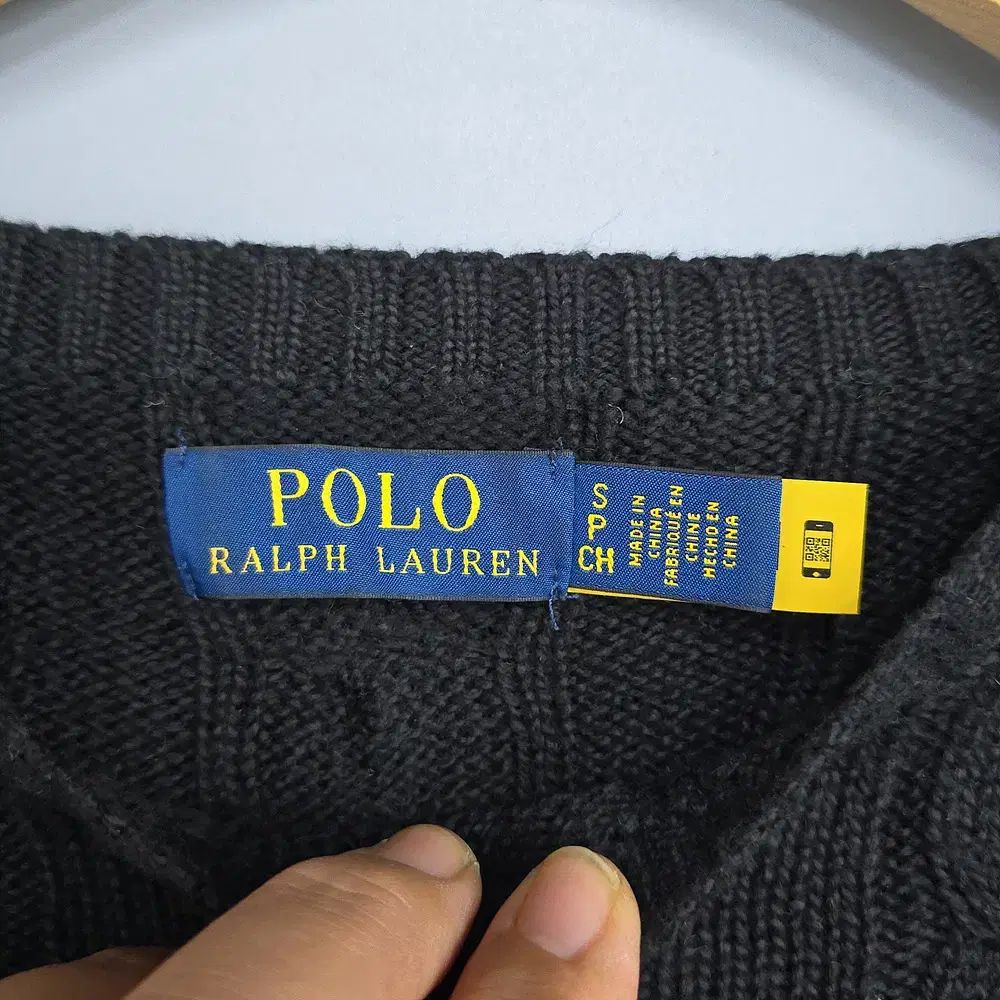 POLO
RALPH LAUREN
S
P
CH
MADE IN
CHINA
FABRIQUÉ EN
CHINE
HECHO EN
CHINA